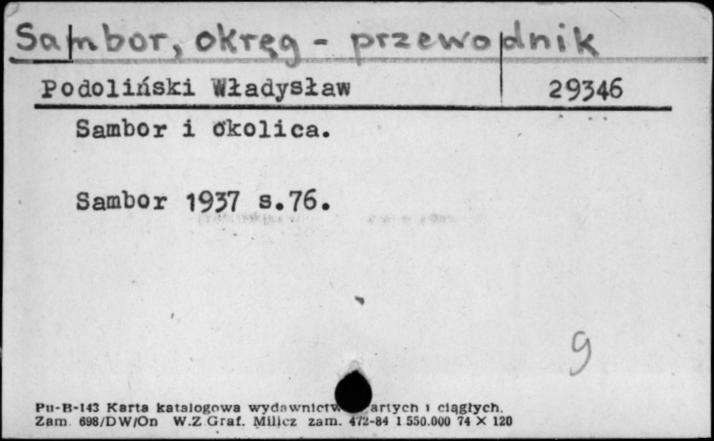 Sambor, okręg - przewodnik
Podoliński Władysław 29346
Sambor i okolica.
Sambor 1937 s.76.
9
Pu-B-143 Karta katalogowa wydawnictw artych i ciągłych.
Zam. 698/DW/On W.Z.Graf. Milicz zam. 472-84 1.550.000 74 × 120